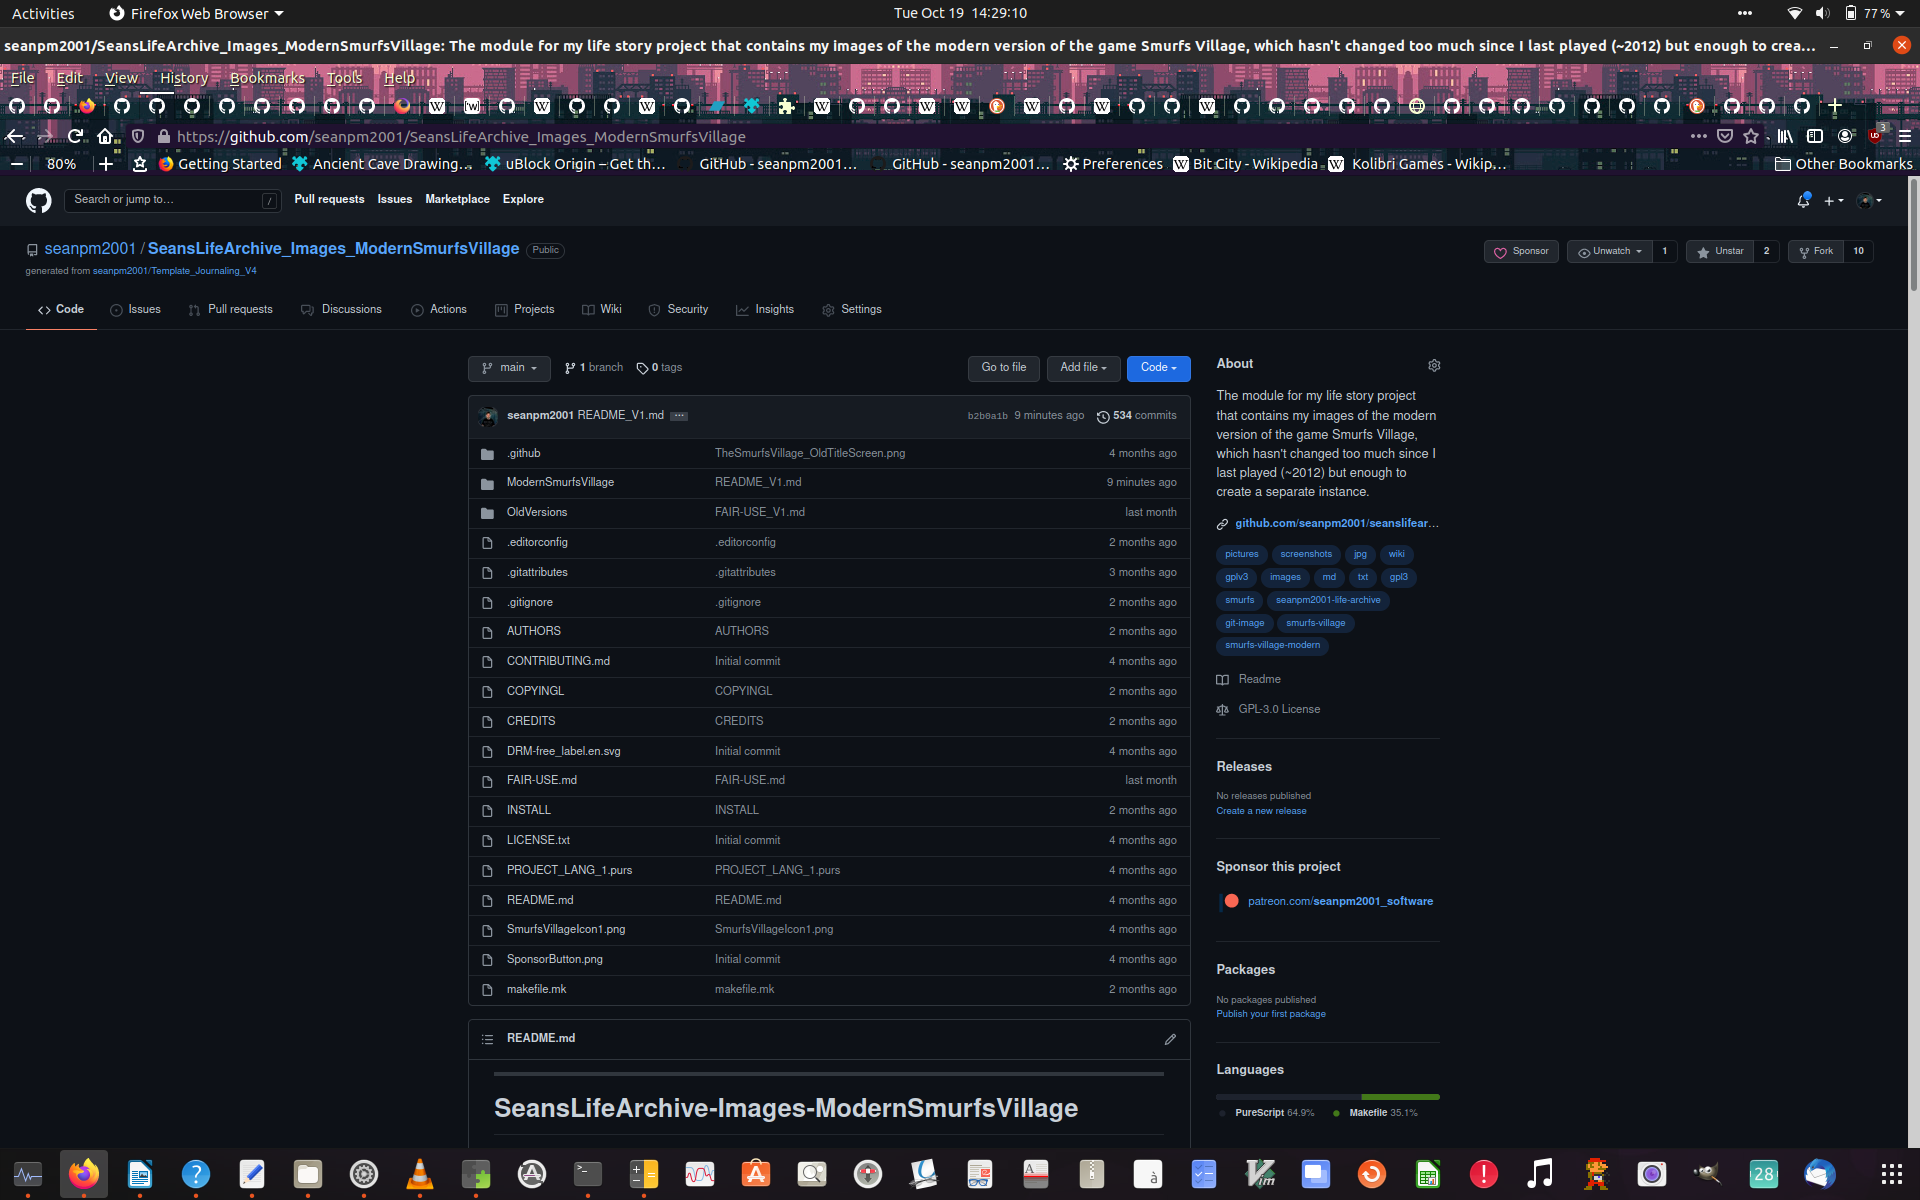 Activities Firefox Web Browser Tue Oct 19 14:29:10 77%
seanpm2001/SeansLifeArchive_Images_ModernSmurfsVillage: The module for my life story project that contains my images of the modern version of the game Smurfs Village, which hasn't changed too much since I last played (~2012) but enough to crea...
File Edit View History Bookmarks Tools Help
https://github.com/seanpm2001/SeansLifeArchive_Images_ModernSmurfsVillage 3
80% Getting Started Ancient Cave Drawing... uBlock Origin – Get th... GitHub - seanpm2001... GitHub - seanpm2001... Preferences Bit City - Wikipedia Kolibri Games - Wikip... Other Bookmarks
Search or jump to... / Pull requests Issues Marketplace Explore
seanpm2001 / SeansLifeArchive_Images_ModernSmurfsVillage Public Sponsor Unwatch 1 Unstar 2 Fork 10
generated from seanpm2001/Template_Journaling_V4
Code Issues Pull requests Discussions Actions Projects Wiki Security Insights Settings
main 1 branch 0 tags Go to file Add file Code
seanpm2001 README_V1.md ... b2b0a1b 9 minutes ago 534 commits
.github TheSmurfsVillage_OldTitleScreen.png 4 months ago
ModernSmurfsVillage README_V1.md 9 minutes ago
OldVersions FAIR-USE_V1.md last month
.editorconfig .editorconfig 2 months ago
.gitattributes .gitattributes 3 months ago
.gitignore .gitignore 2 months ago
AUTHORS AUTHORS 2 months ago
CONTRIBUTING.md Initial commit 4 months ago
COPYINGL COPYINGL 2 months ago
CREDITS CREDITS 2 months ago
DRM-free_label.en.svg Initial commit 4 months ago
FAIR-USE.md FAIR-USE.md last month
INSTALL INSTALL 2 months ago
LICENSE.txt Initial commit 4 months ago
PROJECT_LANG_1.purs PROJECT_LANG_1.purs 4 months ago
README.md README.md 4 months ago
SmurfsVillageIcon1.png SmurfsVillageIcon1.png 4 months ago
SponsorButton.png Initial commit 4 months ago
makefile.mk makefile.mk 2 months ago
README.md
SeansLifeArchive-Images-ModernSmurfsVillage
About
The module for my life story project
that contains my images of the modern
version of the game Smurfs Village,
which hasn't changed too much since I
last played (~2012) but enough to
create a separate instance.
github.com/seanpm2001/seanslifear...
pictures screenshots jpg wiki
gplv3 images md txt gpl3
smurfs seanpm2001-life-archive
git-image smurfs-village
smurfs-village-modern
Readme
GPL-3.0 License
Releases
No releases published
Create a new release
Sponsor this project
patreon.com/seanpm2001_software
Packages
No packages published
Publish your first package
Languages
PureScript 64.9% Makefile 35.1%
28